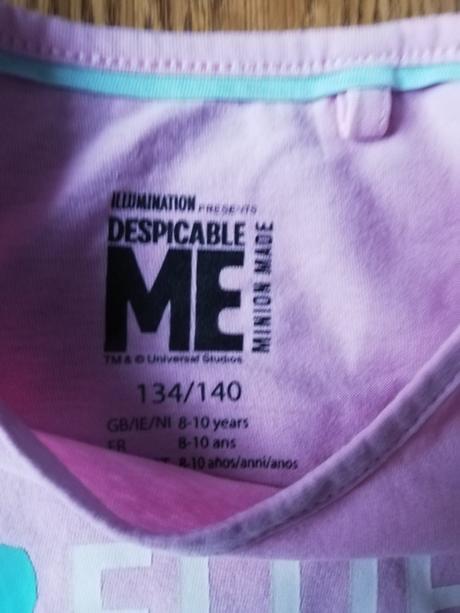 ILLUMINATION PRESENTS
DESPICABLE
ME
MINION MADE
TM & © Universal Studios
134/140
GB/IE/NI 8-10 years
FR 8-10 ans
8-10 años/anni/anos